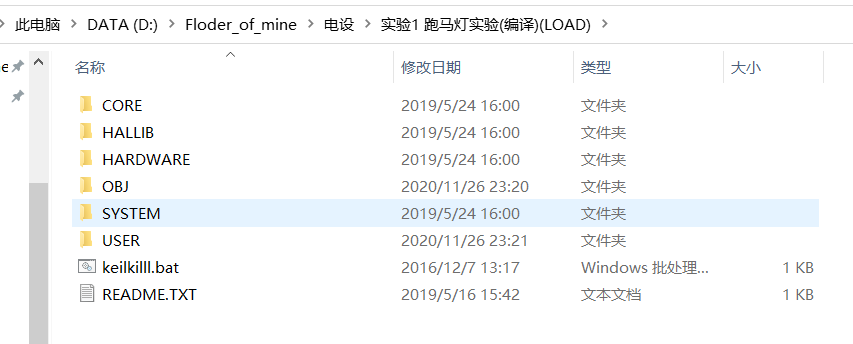 此电脑 > DATA (D:) > Floder_of_mine > 电设 > 实验1 跑马灯实验(编译)(LOAD) >
名称 修改日期 类型 大小
CORE 2019/5/24 16:00 文件夹
HALLIB 2019/5/24 16:00 文件夹
HARDWARE 2019/5/24 16:00 文件夹
OBJ 2020/11/26 23:20 文件夹
SYSTEM 2019/5/24 16:00 文件夹
USER 2020/11/26 23:21 文件夹
keilkilll.bat 2016/12/7 13:17 Windows 批处理... 1 KB
README.TXT 2019/5/16 15:42 文本文档 1 KB